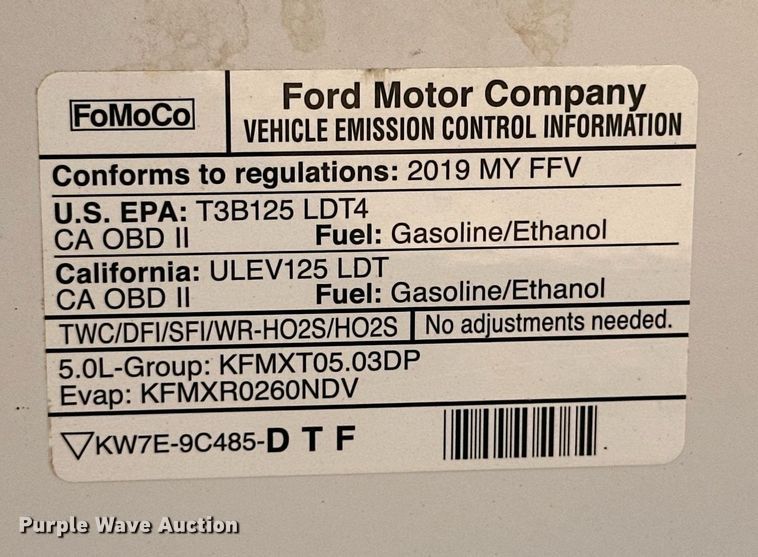 FoMoCo
Ford Motor Company
VEHICLE EMISSION CONTROL INFORMATION
Conforms to regulations: 2019 MY FFV
U.S. EPA: T3B125 LDT4
CA OBD II Fuel: Gasoline/Ethanol
California: ULEV125 LDT
CA OBD II Fuel: Gasoline/Ethanol
TWC/DFI/SFI/WR-HO2S/HO2S No adjustments needed.
5.0L-Group: KFMXT05.03DP
Evap: KFMXR0260NDV
▽KW7E-9C485-D T F
Purple Wave Auction